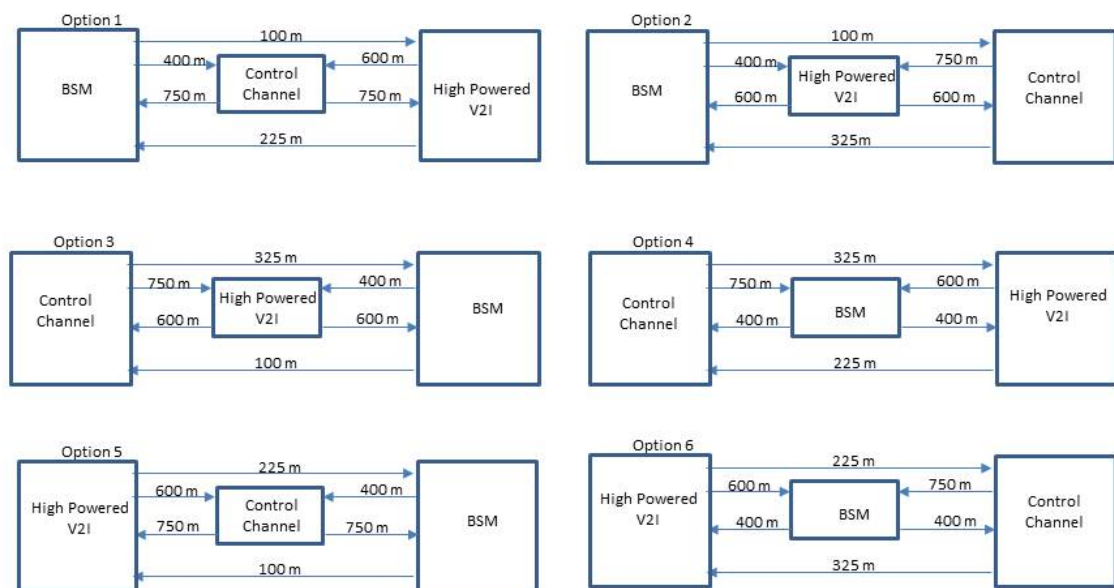 Option 1
100 m
400 m
600 m
BSM
Control
Channel
High Powered
V2I
750 m
750 m
225 m
Option 2
100 m
400 m
750 m
BSM
High Powered
V2I
Control
Channel
600 m
600 m
325m
Option 3
325 m
750 m
400 m
Control
Channel
High Powered
V2I
BSM
600 m
600 m
100 m
Option 4
325 m
750 m
600 m
Control
Channel
BSM
High Powered
V2I
400 m
400 m
225 m
Option 5
225 m
600 m
400 m
High Powered
V2I
Control
Channel
BSM
750 m
750 m
100 m
Option 6
225 m
600 m
750 m
High Powered
V2I
BSM
Control
Channel
400 m
400 m
325 m